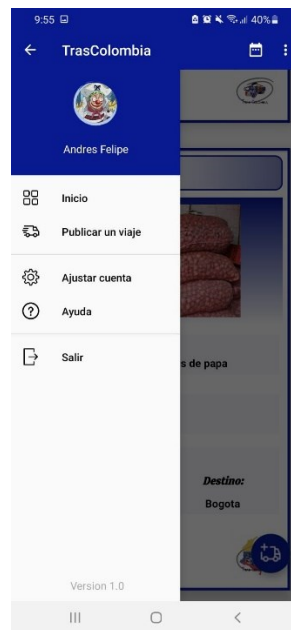 9:55
40%
TrasColombia
Andres Felipe
Inicio
Publicar un viaje
Ajustar cuenta
Ayuda
Salir
s de papa
Destino:
Bogota
Version 1.0